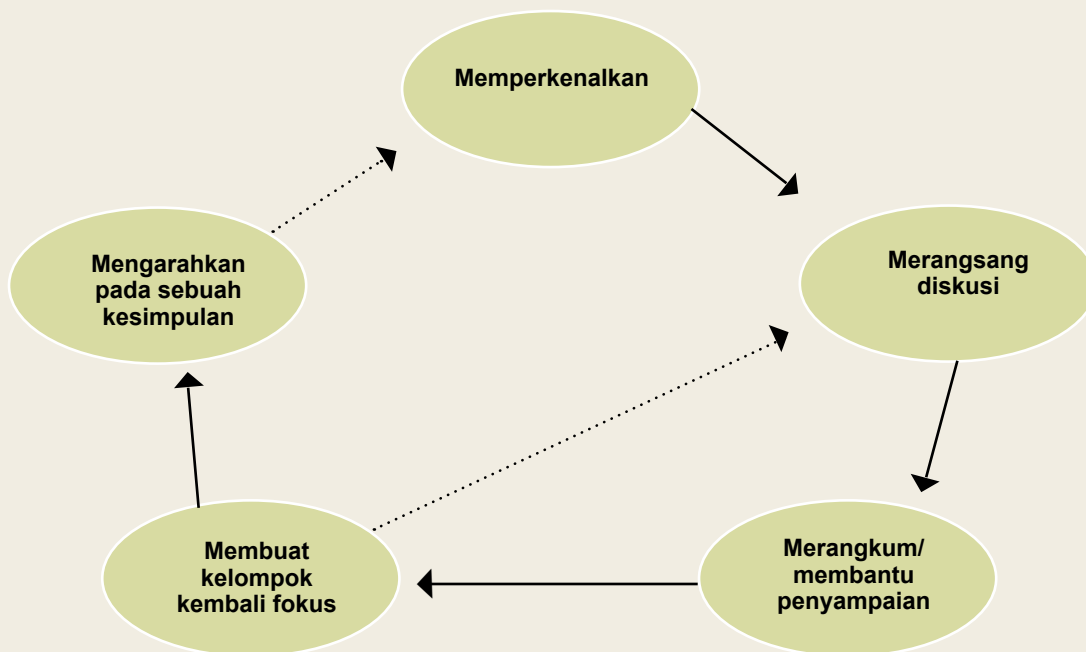 Memperkenalkan
Merangsang
diskusi
Merangkum/
membantu
penyampaian
Membuat
kelompok
kembali fokus
Mengarahkan
pada sebuah
kesimpulan